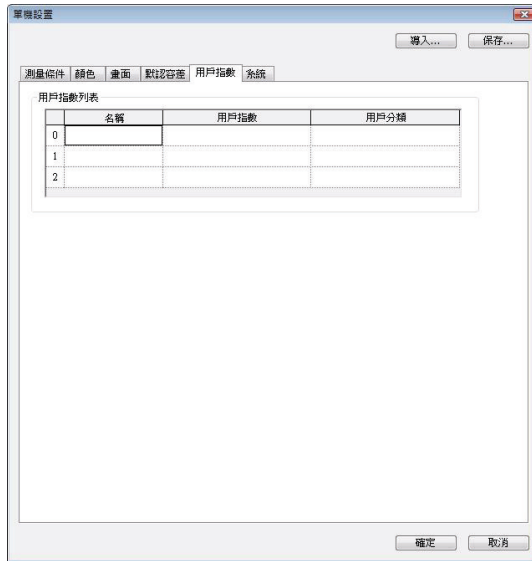 單機設置
導入... 保存...
測量條件 顏色 畫面 默認容差 用戶指數 系統
用戶指數列表
名稱 用戶指數 用戶分類
0
1
2
確定 取消